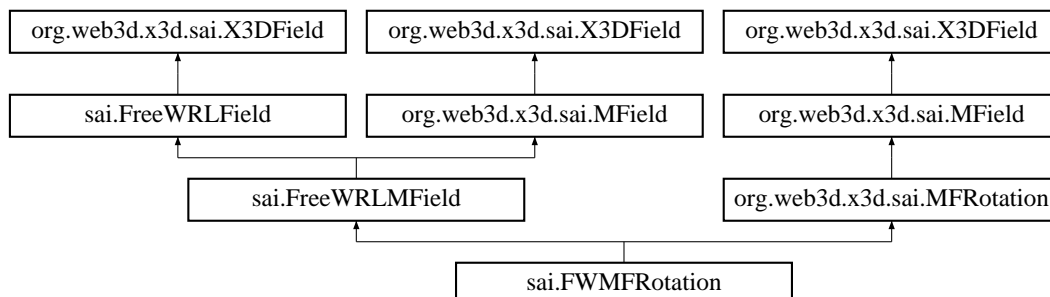 org.web3d.x3d.sai.X3DField org.web3d.x3d.sai.X3DField org.web3d.x3d.sai.X3DField
sai.FreeWRLField org.web3d.x3d.sai.MField org.web3d.x3d.sai.MField
sai.FreeWRLMField org.web3d.x3d.sai.MFRotation
sai.FWMFRotation